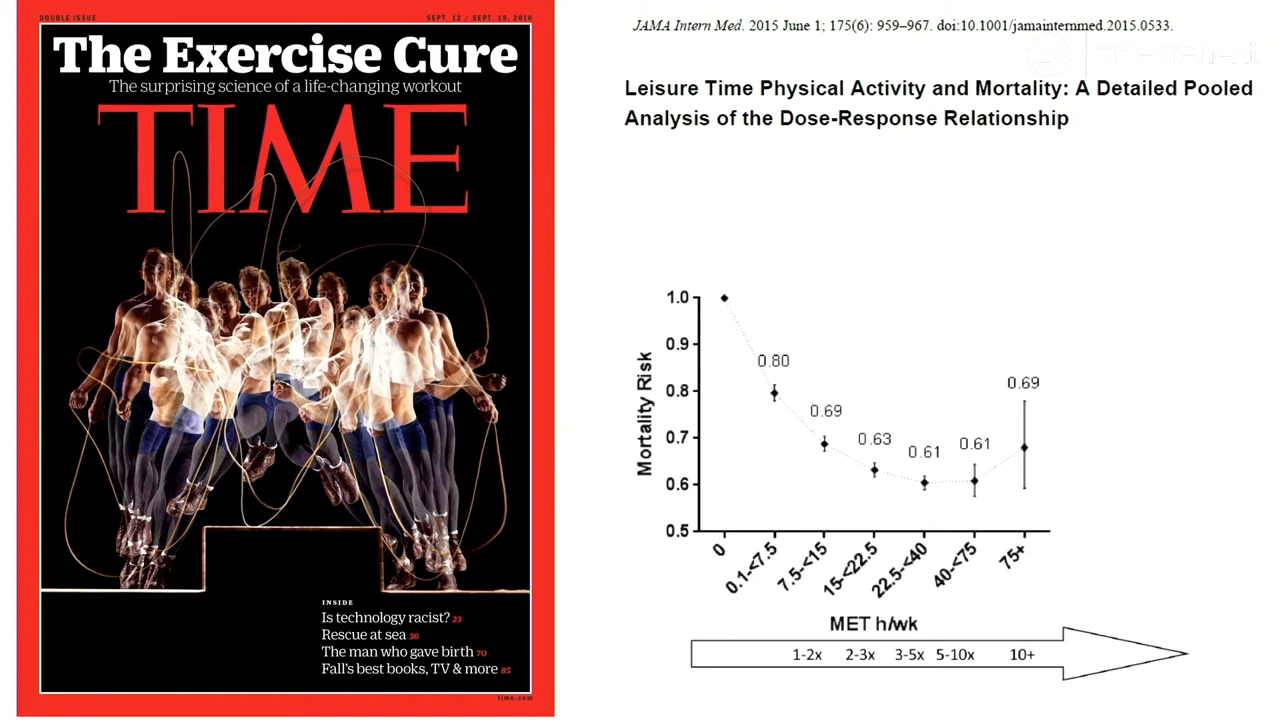 DOUBLE ISSUE
SEPT. 12 / SEPT. 19, 2016
The Exercise Cure
The surprising science of a life-changing workout
TIME
INSIDE
Is technology racist? 23
Rescue at sea 36
The man who gave birth 70
Fall's best books, TV & more 85
time.com
JAMA Intern Med. 2015 June 1; 175(6): 959–967. doi:10.1001/jamainternmed.2015.0533.
Leisure Time Physical Activity and Mortality: A Detailed Pooled
Analysis of the Dose-Response Relationship
Mortality Risk
1.0
0.9
0.8
0.7
0.6
0.5
0.80
0.69
0.63
0.61
0.61
0.69
0
0.1-<7.5
7.5-<15
15-<22.5
22.5-<40
40-<75
75+
MET h/wk
1-2x
2-3x
3-5x
5-10x
10+